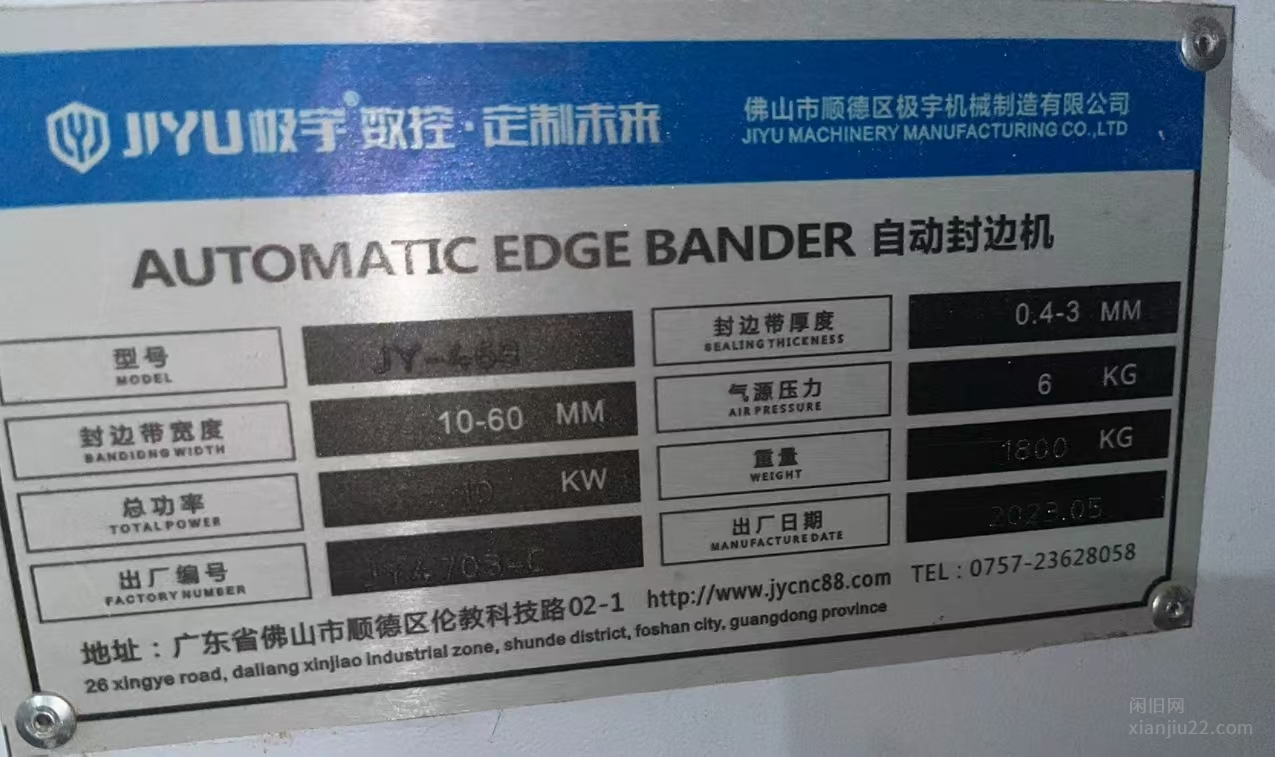 JIYU极宇® 数控·定制未来
佛山市顺德区极宇机械制造有限公司
JIYU MACHINERY MANUFACTURING CO.,LTD
AUTOMATIC EDGE BANDER 自动封边机
型号 JY-468
MODEL
封边带厚度 0.4-3 MM
SEALING THICKNESS
封边带宽度 10-60 MM
BANDIDNG WIDTH
气源压力 6 KG
AIR PRESSURE
总功率 KW
TOTAL POWER
重量 1800 KG
WEIGHT
出厂编号
FACTORY NUMBER
出厂日期 2023.05
MANUFACTURE DATE
地址：广东省佛山市顺德区伦教科技路02-1 http://www.jycnc88.com TEL：0757-23628058
26 xingye road, daliang xinjiao industrial zone, shunde district, foshan city, guangdong province
闲旧网
xianjiu22.com